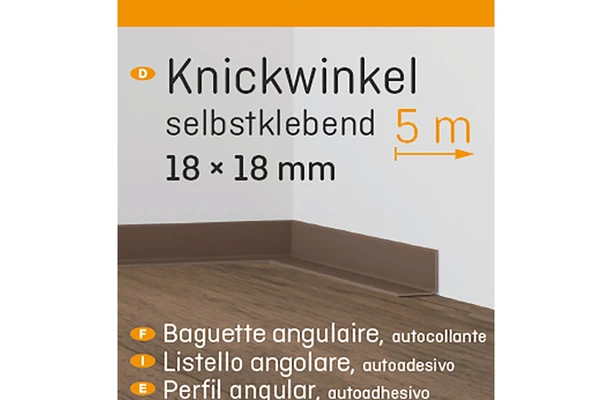 D Knickwinkel
selbstklebend 5 m
18 × 18 mm
F Baguette angulaire, autocollante
I Listello angolare, autoadesivo
E Perfil angular, autoadhesivo